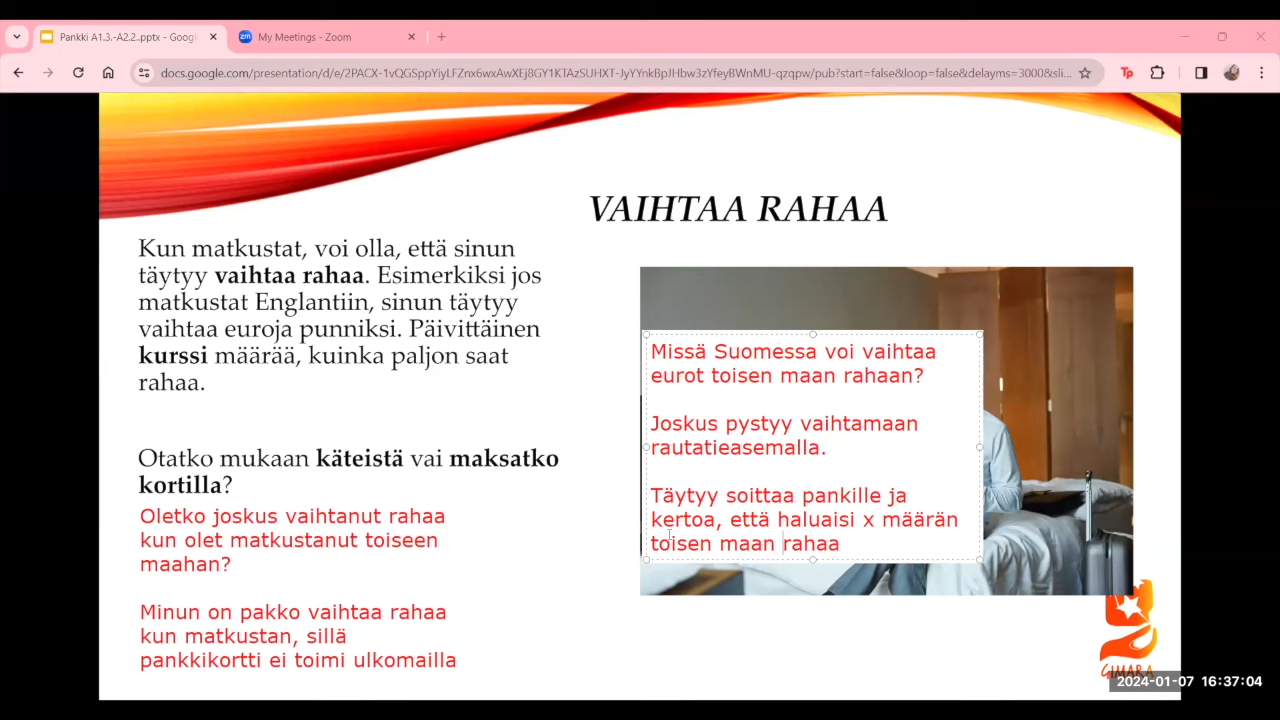 Pankki A1.3.-A2.2..pptx - Goog
My Meetings - Zoom
docs.google.com/presentation/d/e/2PACX-1vQGSppYiyLFZnx6wxAwXEj8GY1KTAzSUHXT-JyYYnkBpJHbw3zYfeyBWnMU-qzqpw/pub?start=false&loop=false&delayms=3000&sli...
Tp
VAIHTAA RAHAA
Kun matkustat, voi olla, että sinun
täytyy vaihtaa rahaa. Esimerkiksi jos
matkustat Englantiin, sinun täytyy
vaihtaa euroja punniksi. Päivittäinen
kurssi määrää, kuinka paljon saat
rahaa.
Otatko mukaan käteistä vai maksatko
kortilla?
Oletko joskus vaihtanut rahaa
kun olet matkustanut toiseen
maahan?
Minun on pakko vaihtaa rahaa
kun matkustan, sillä
pankkikortti ei toimi ulkomailla
Missä Suomessa voi vaihtaa
eurot toisen maan rahaan?
Joskus pystyy vaihtamaan
rautatieasemalla.
Täytyy soittaa pankille ja
kertoa, että haluaisi x määrän
toisen maan rahaa
GIMARA
2024-01-07 16:37:04